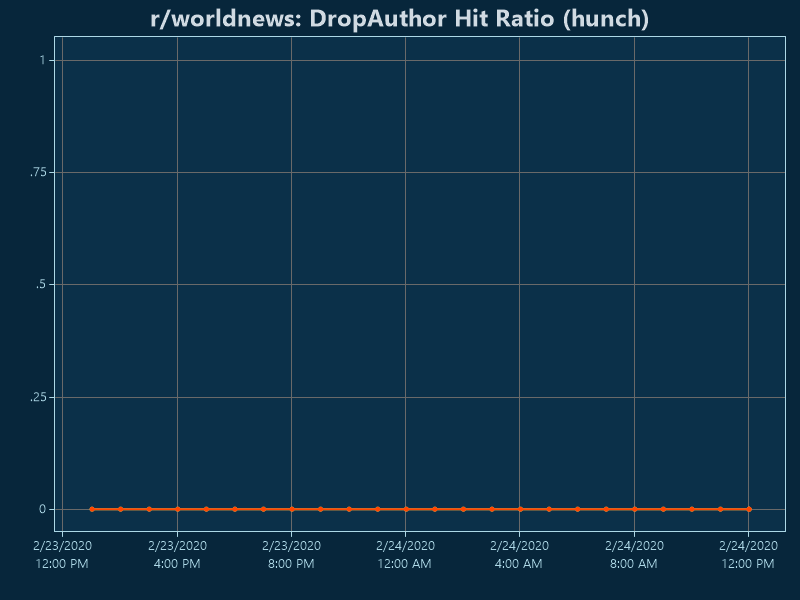 r/worldnews: DropAuthor Hit Ratio (hunch)
1
.75
.5
.25
0
2/23/2020 2/23/2020 2/23/2020 2/24/2020 2/24/2020 2/24/2020 2/24/2020
12:00 PM 4:00 PM 8:00 PM 12:00 AM 4:00 AM 8:00 AM 12:00 PM